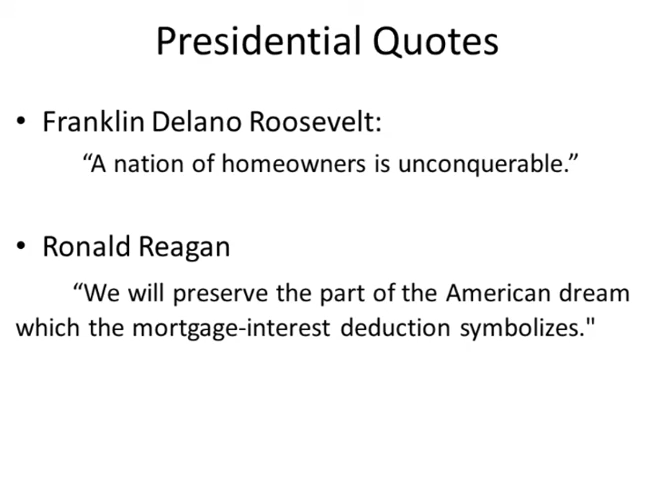 Presidential Quotes
• Franklin Delano Roosevelt:
“A nation of homeowners is unconquerable.”
• Ronald Reagan
“We will preserve the part of the American dream
which the mortgage-interest deduction symbolizes."